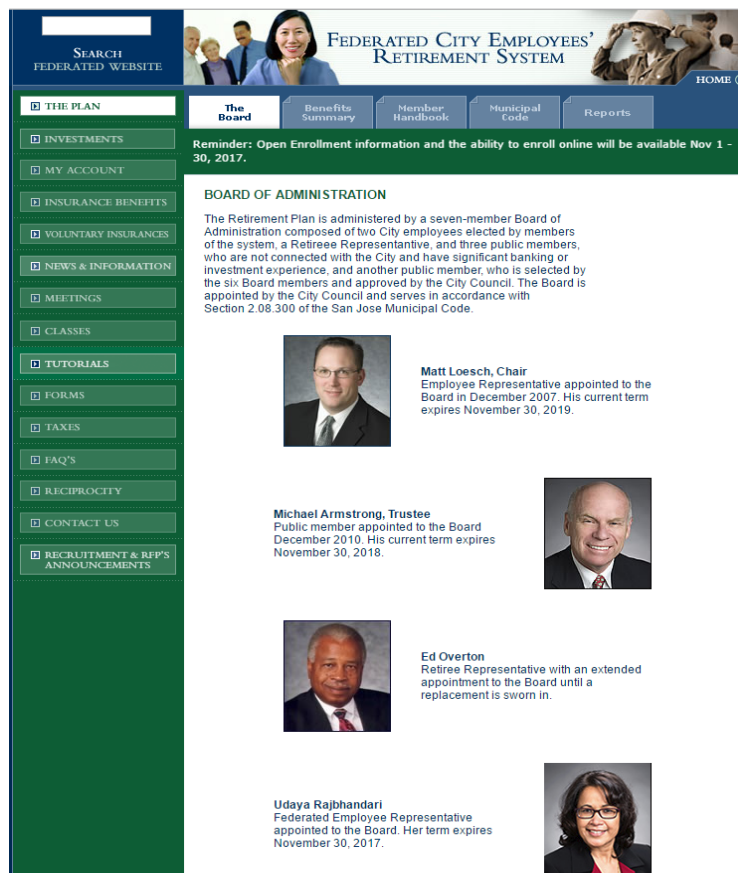 SEARCH
FEDERATED WEBSITE
FEDERATED CITY EMPLOYEES'
RETIREMENT SYSTEM
HOME
THE PLAN
INVESTMENTS
MY ACCOUNT
INSURANCE BENEFITS
VOLUNTARY INSURANCES
NEWS & INFORMATION
MEETINGS
CLASSES
TUTORIALS
FORMS
TAXES
FAQ'S
RECIPROCITY
CONTACT US
RECRUITMENT & RFP'S
ANNOUNCEMENTS
The
Board
Benefits
Summary
Member
Handbook
Municipal
Code
Reports
Reminder: Open Enrollment information and the ability to enroll online will be available Nov 1 -
30, 2017.
BOARD OF ADMINISTRATION
The Retirement Plan is administered by a seven-member Board of
Administration composed of two City employees elected by members
of the system, a Retireee Representantive, and three public members,
who are not connected with the City and have significant banking or
investment experience, and another public member, who is selected by
the six Board members and approved by the City Council. The Board is
appointed by the City Council and serves in accordance with
Section 2.08.300 of the San Jose Municipal Code.
Matt Loesch, Chair
Employee Representative appointed to the
Board in December 2007. His current term
expires November 30, 2019.
Michael Armstrong, Trustee
Public member appointed to the Board
December 2010. His current term expires
November 30, 2018.
Ed Overton
Retiree Representative with an extended
appointment to the Board until a
replacement is sworn in.
Udaya Rajbhandari
Federated Employee Representative
appointed to the Board. Her term expires
November 30, 2017.